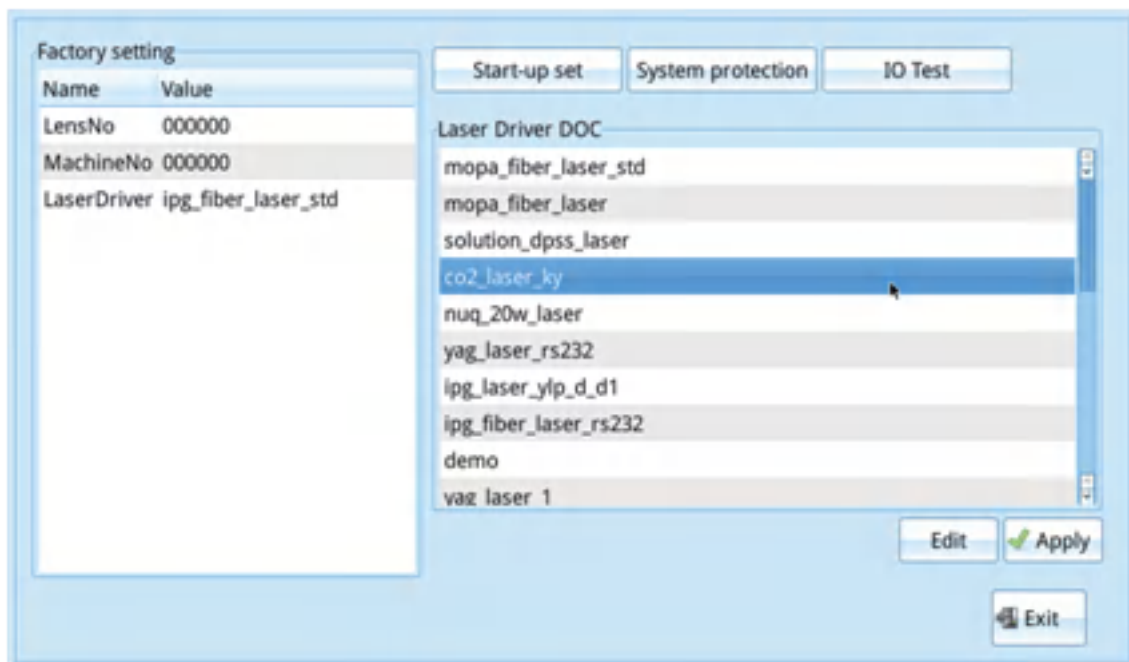 Factory setting
Name Value
LensNo 000000
MachineNo 000000
LaserDriver ipg_fiber_laser_std
Start-up set System protection IO Test
Laser Driver DOC
mopa_fiber_laser_std
mopa_fiber_laser
solution_dpss_laser
co2_laser_ky
nuq_20w_laser
yag_laser_rs232
ipg_laser_ylp_d_d1
ipg_fiber_laser_rs232
demo
yag_laser_1
Edit Apply
Exit